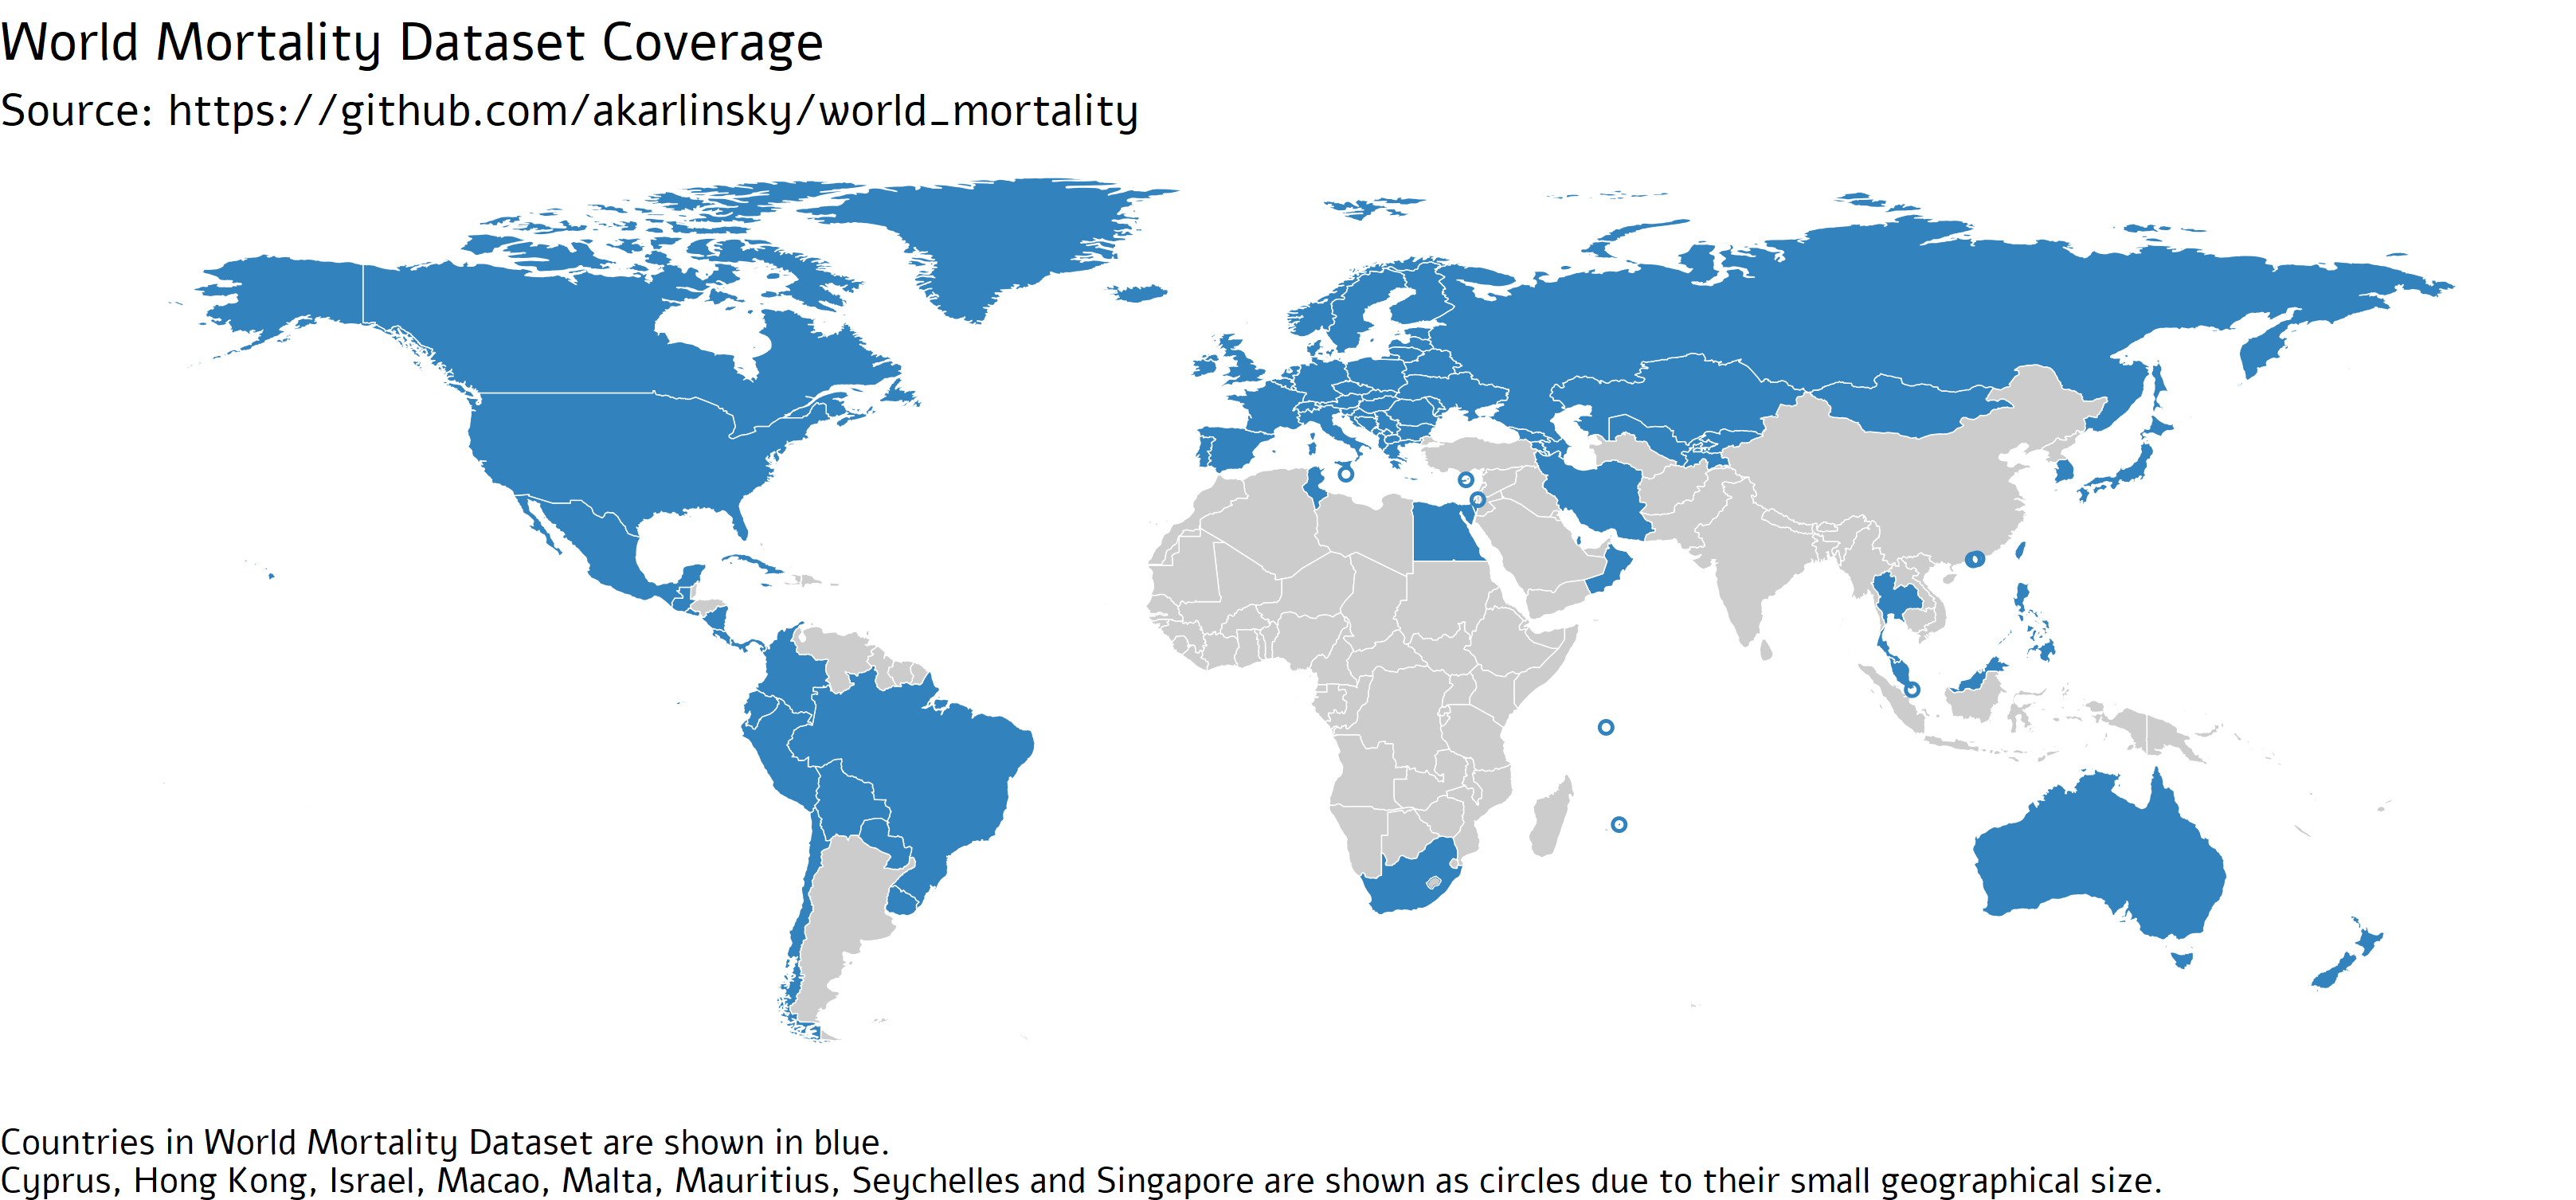 World Mortality Dataset Coverage
Source: https://github.com/akarlinsky/world_mortality
Countries in World Mortality Dataset are shown in blue.
Cyprus, Hong Kong, Israel, Macao, Malta, Mauritius, Seychelles and Singapore are shown as circles due to their small geographical size.